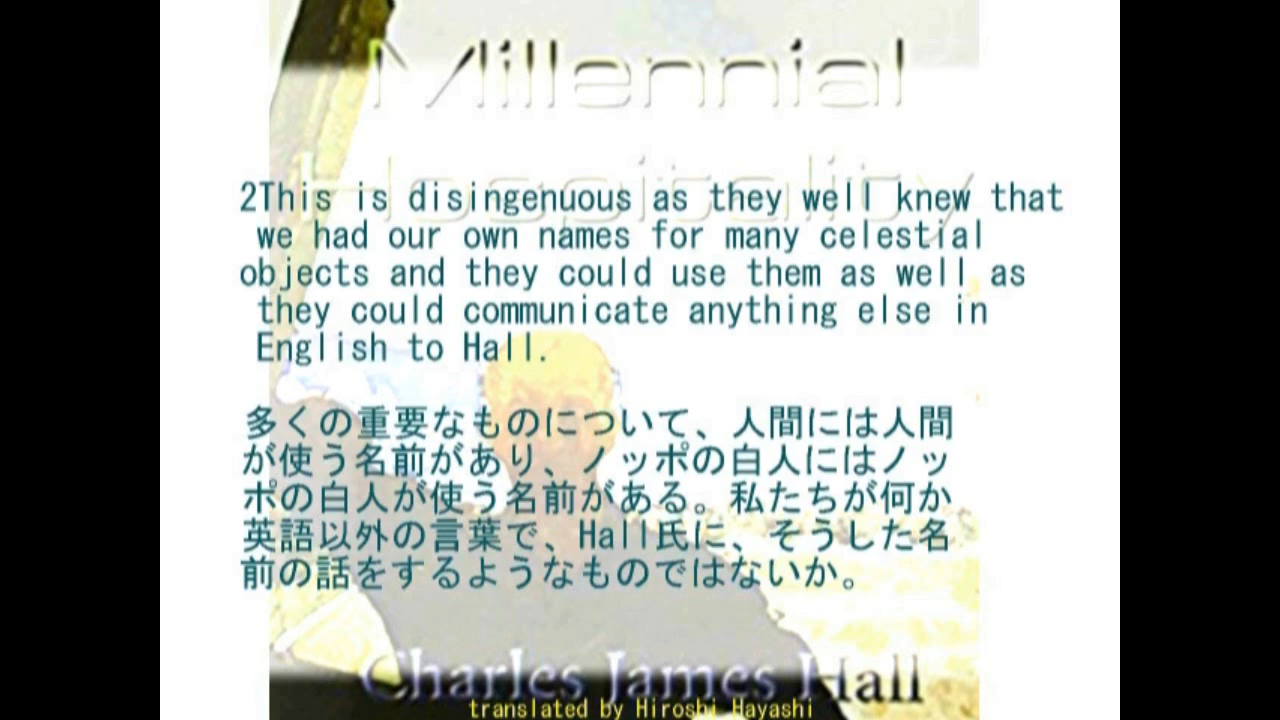 Millennial
Hospitality
2This is disingenuous as they well knew that
we had our own names for many celestial
objects and they could use them as well as
they could communicate anything else in
English to Hall.
多くの重要なものについて、人間には人間
が使う名前があり、ノッポの白人にはノッ
ポの白人が使う名前がある。私たちが何か
英語以外の言葉で、Hall氏に、そうした名
前の話をするようなものではないか。
Charles James Hall
translated by Hiroshi Hayashi